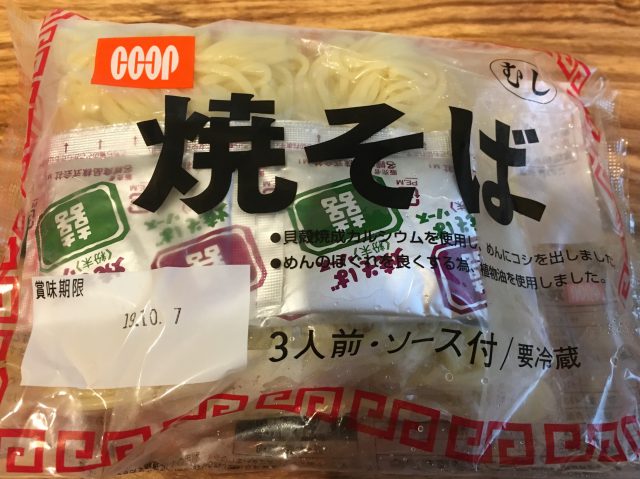 COOP
むし
焼そば
●貝殻焼成カルシウムを使用し、めんにコシを出しました。
●めんのほぐれを良くする為、植物油を使用しました。
賞味期限
19.10. 7
3人前・ソース付/要冷蔵